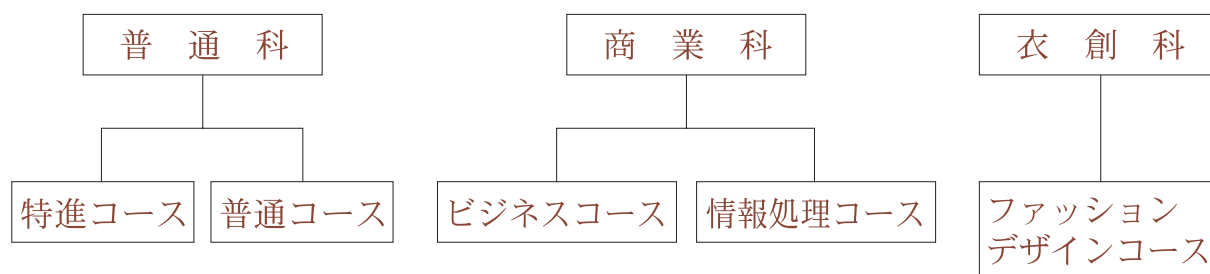 普通科
商業科
衣創科
特進コース
普通コース
ビジネスコース
情報処理コース
ファッション
デザインコース